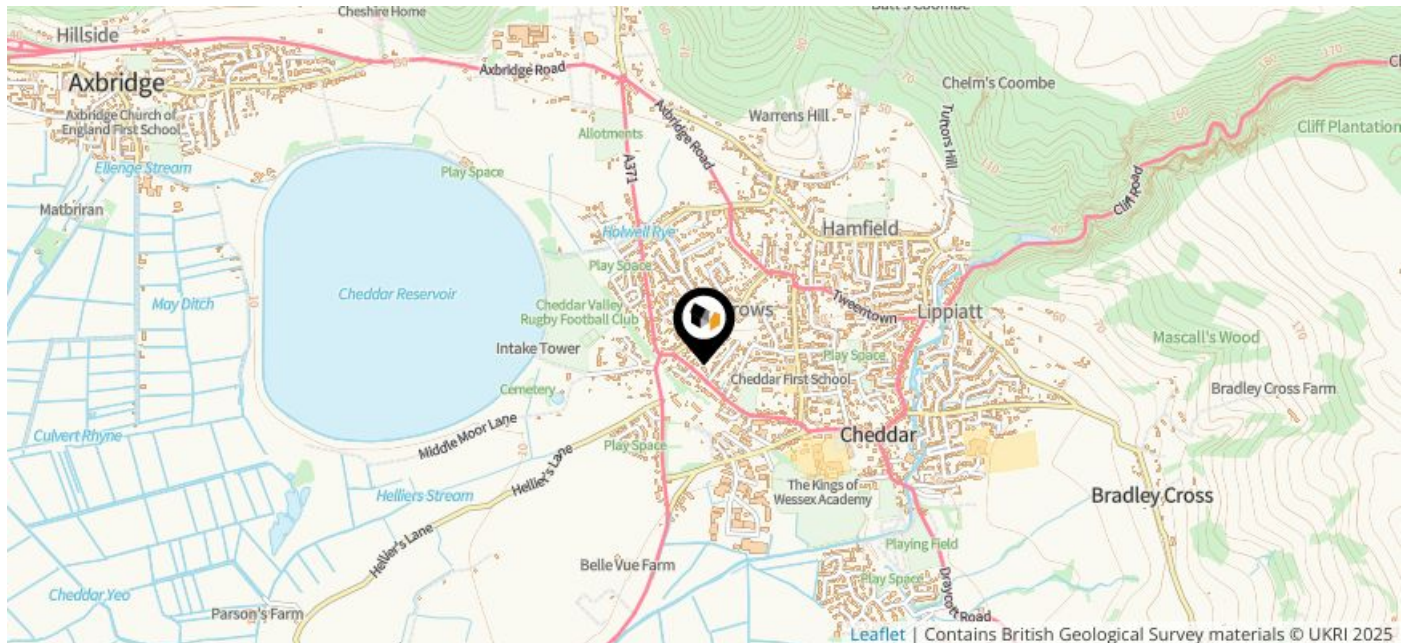 Cheshire Home
Hillside
Axbridge
Axbridge Road
Chelm's Coombe
Axbridge Church of
England First School
Allotments
Axbridge Road
Warrens Hill
Tuttors Hill
Cliff Plantation
Ellenge Stream
Play Space
A371
Cliff Road
Matbriran
Holwell Rye
Hamfield
Play Space
May Ditch
Cheddar Reservoir
Cheddar Valley
Rugby Football Club
rows
Tweentown
Lippiatt
Mascall's Wood
Intake Tower
Play Space
Cheddar First School
Bradley Cross Farm
Cemetery
Middle Moor Lane
Culvert Rhyne
Play Space
Cheddar
Hellier's Lane
Helliers Stream
The Kings of
Wessex Academy
Bradley Cross
Hellier's Lane
Playing Field
Belle Vue Farm
Play Space
Cheddar Yeo
Parson's Farm
Draycott Road
Leaflet | Contains British Geological Survey materials © UKRI 2025